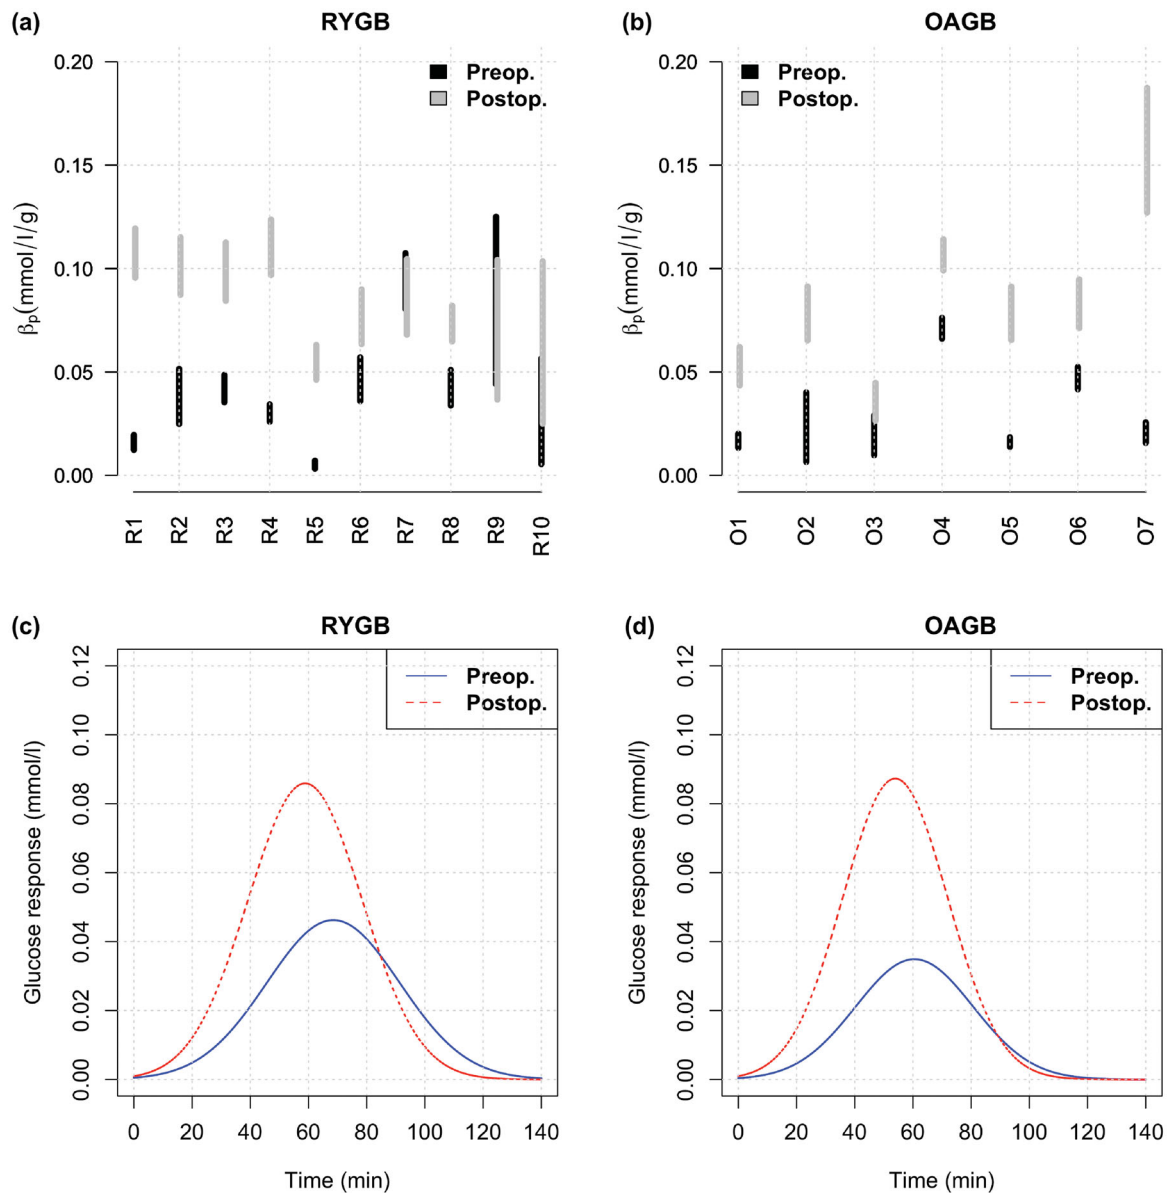 (a)
RYGB
0.20
0.15
0.10
0.05
0.00
βp(mmol/l/g)
Preop.
Postop.
R1
R2
R3
R4
R5
R6
R7
R8
R9
R10
(b)
OAGB
0.20
0.15
0.10
0.05
0.00
βp(mmol/l/g)
Preop.
Postop.
O1
O2
O3
O4
O5
O6
O7
(c)
RYGB
0.12
0.10
0.08
0.06
0.04
0.02
0.00
Glucose response (mmol/l)
Preop.
Postop.
0 20 40 60 80 100 120 140
Time (min)
(d)
OAGB
0.12
0.10
0.08
0.06
0.04
0.02
0.00
Glucose response (mmol/l)
Preop.
Postop.
0 20 40 60 80 100 120 140
Time (min)